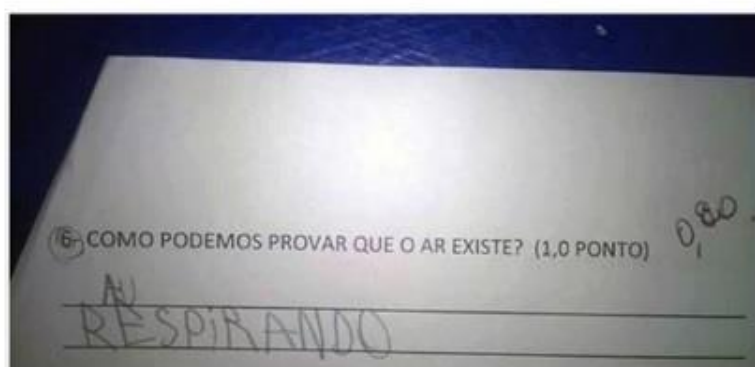 6- COMO PODEMOS PROVAR QUE O AR EXISTE? (1,0 PONTO) 0,80
AU
RESPIRANDO